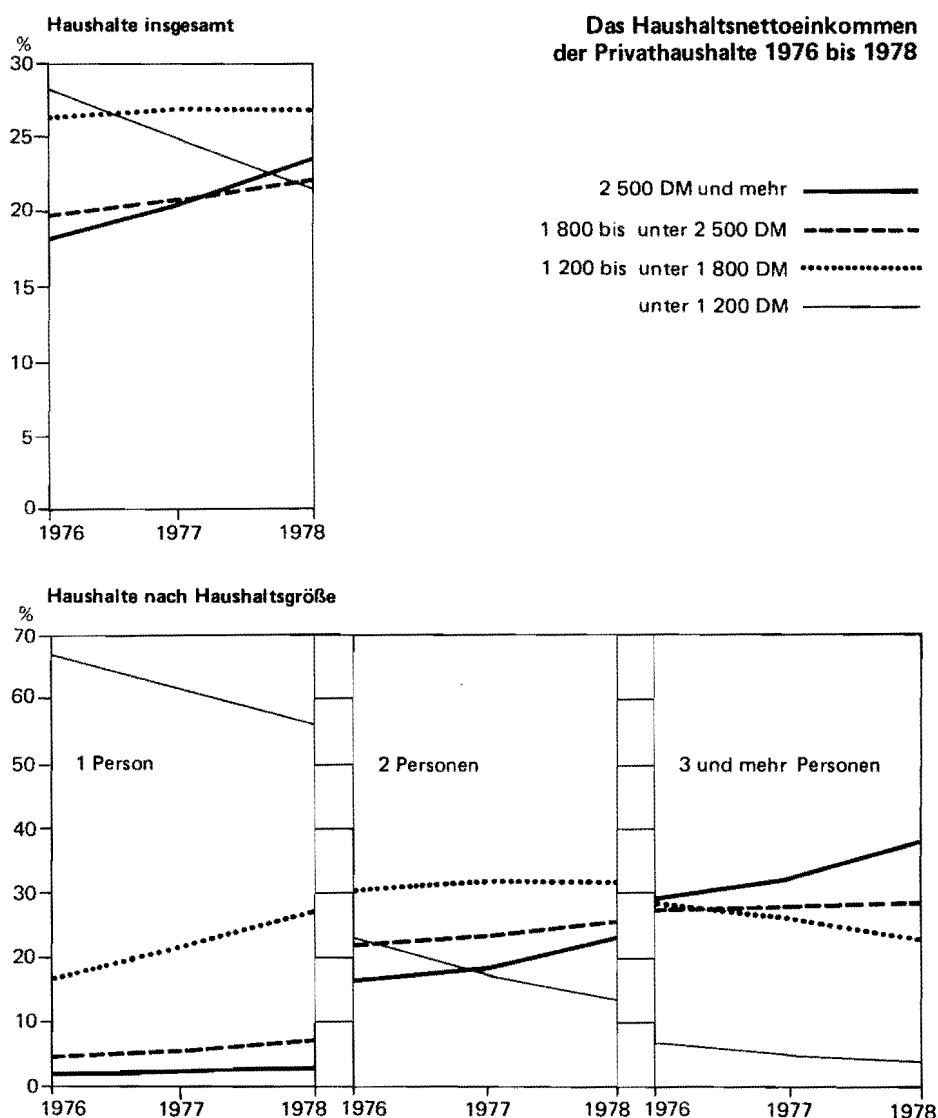 Haushalte insgesamt
Das Haushaltsnettoeinkommen
der Privathaushalte 1976 bis 1978
%
30
25
20
15
10
5
0
1976 1977 1978
2 500 DM und mehr
1 800 bis unter 2 500 DM
1 200 bis unter 1 800 DM
unter 1 200 DM
Haushalte nach Haushaltsgröße
%
70
60
50
40
30
20
10
0
1 Person
2 Personen
3 und mehr Personen
1976 1977 1978 1976 1977 1978 1976 1977 1978